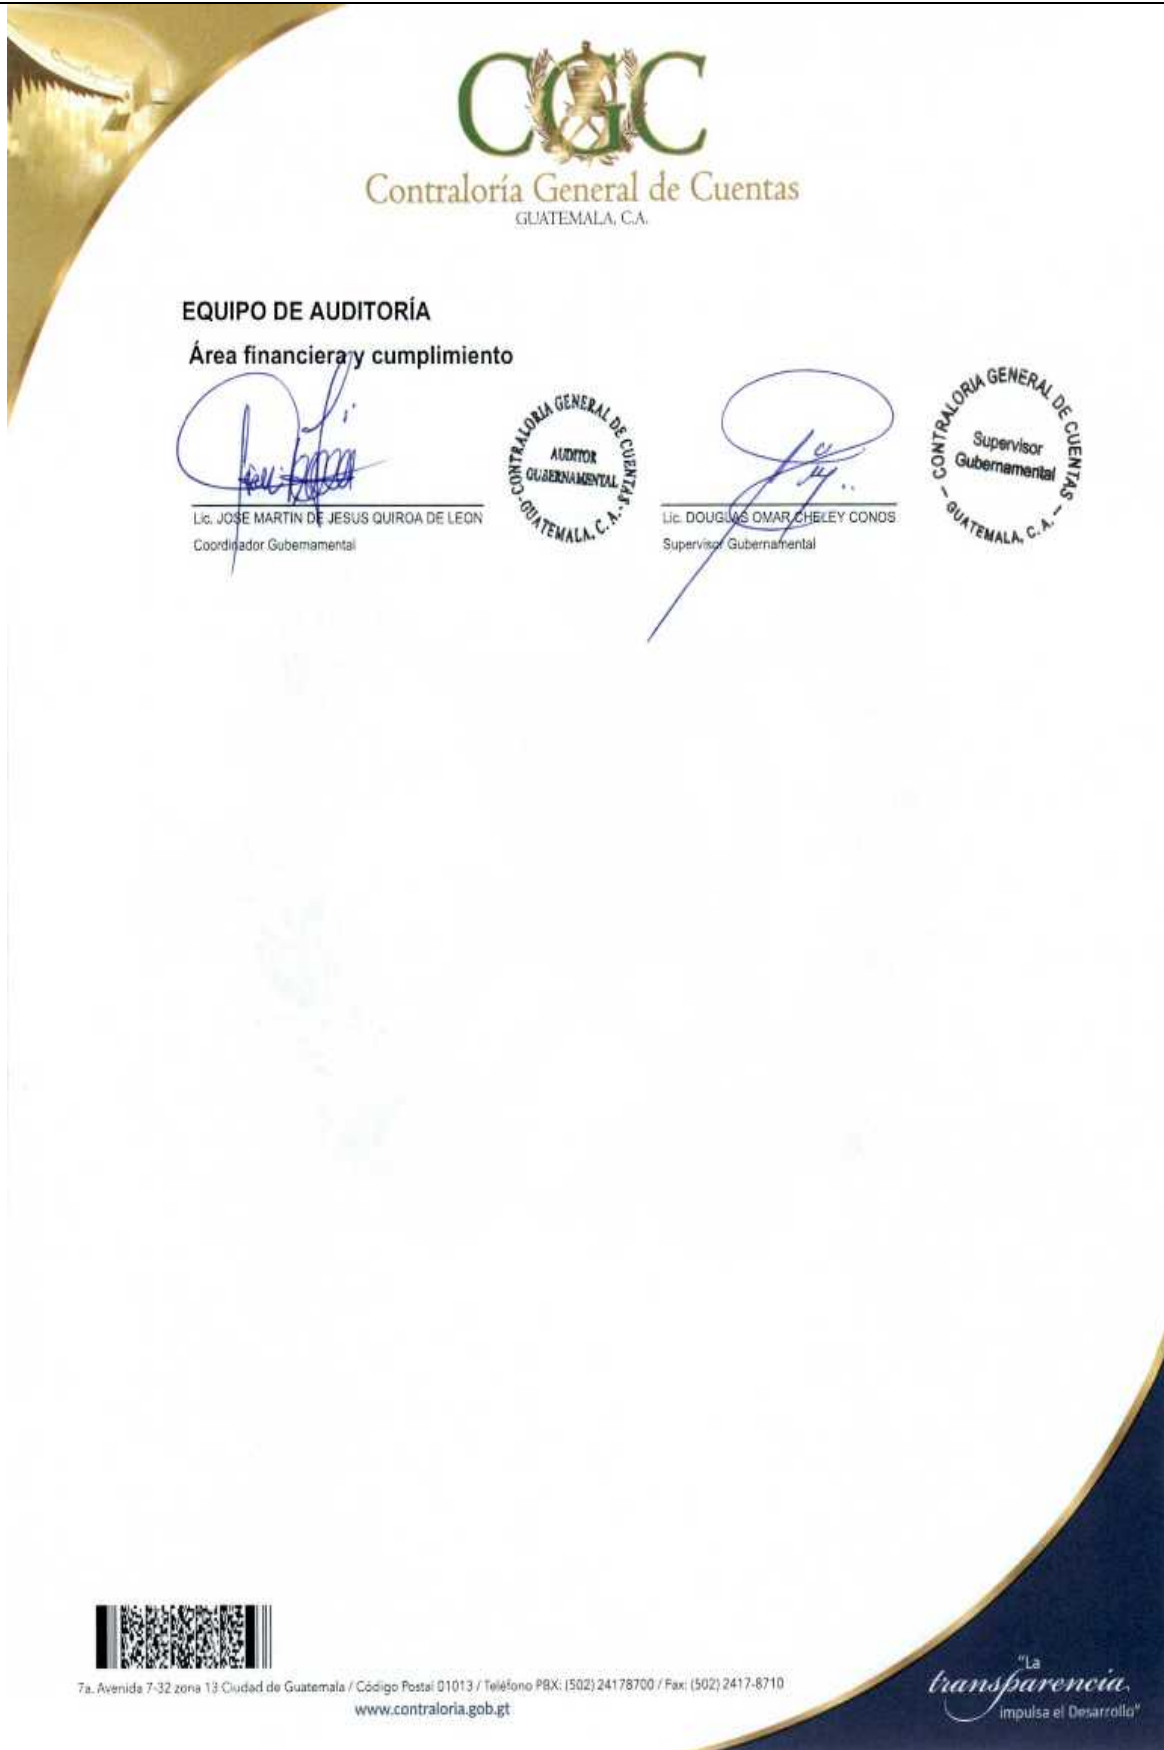 CGC
Contraloría General de Cuentas
GUATEMALA, C.A.
EQUIPO DE AUDITORÍA
Área financiera y cumplimiento
CONTRALORIA GENERAL DE CUENTAS
AUDITOR
GUBERNAMENTAL
GUATEMALA, C. A.
Lic. JOSE MARTIN DE JESUS QUIROA DE LEON
Coordinador Gubernamental
CONTRALORIA GENERAL DE CUENTAS
Supervisor
Gubernamental
GUATEMALA, C. A.
Lic. DOUGLAS OMAR CHELEY CONOS
Supervisor Gubernamental
7a. Avenida 7-32 zona 13 Ciudad de Guatemala / Código Postal 01013 / Teléfono PBX: (502) 24178700 / Fax: (502) 2417-8710
www.contraloria.gob.gt
"La
transparencia
impulsa el Desarrollo"